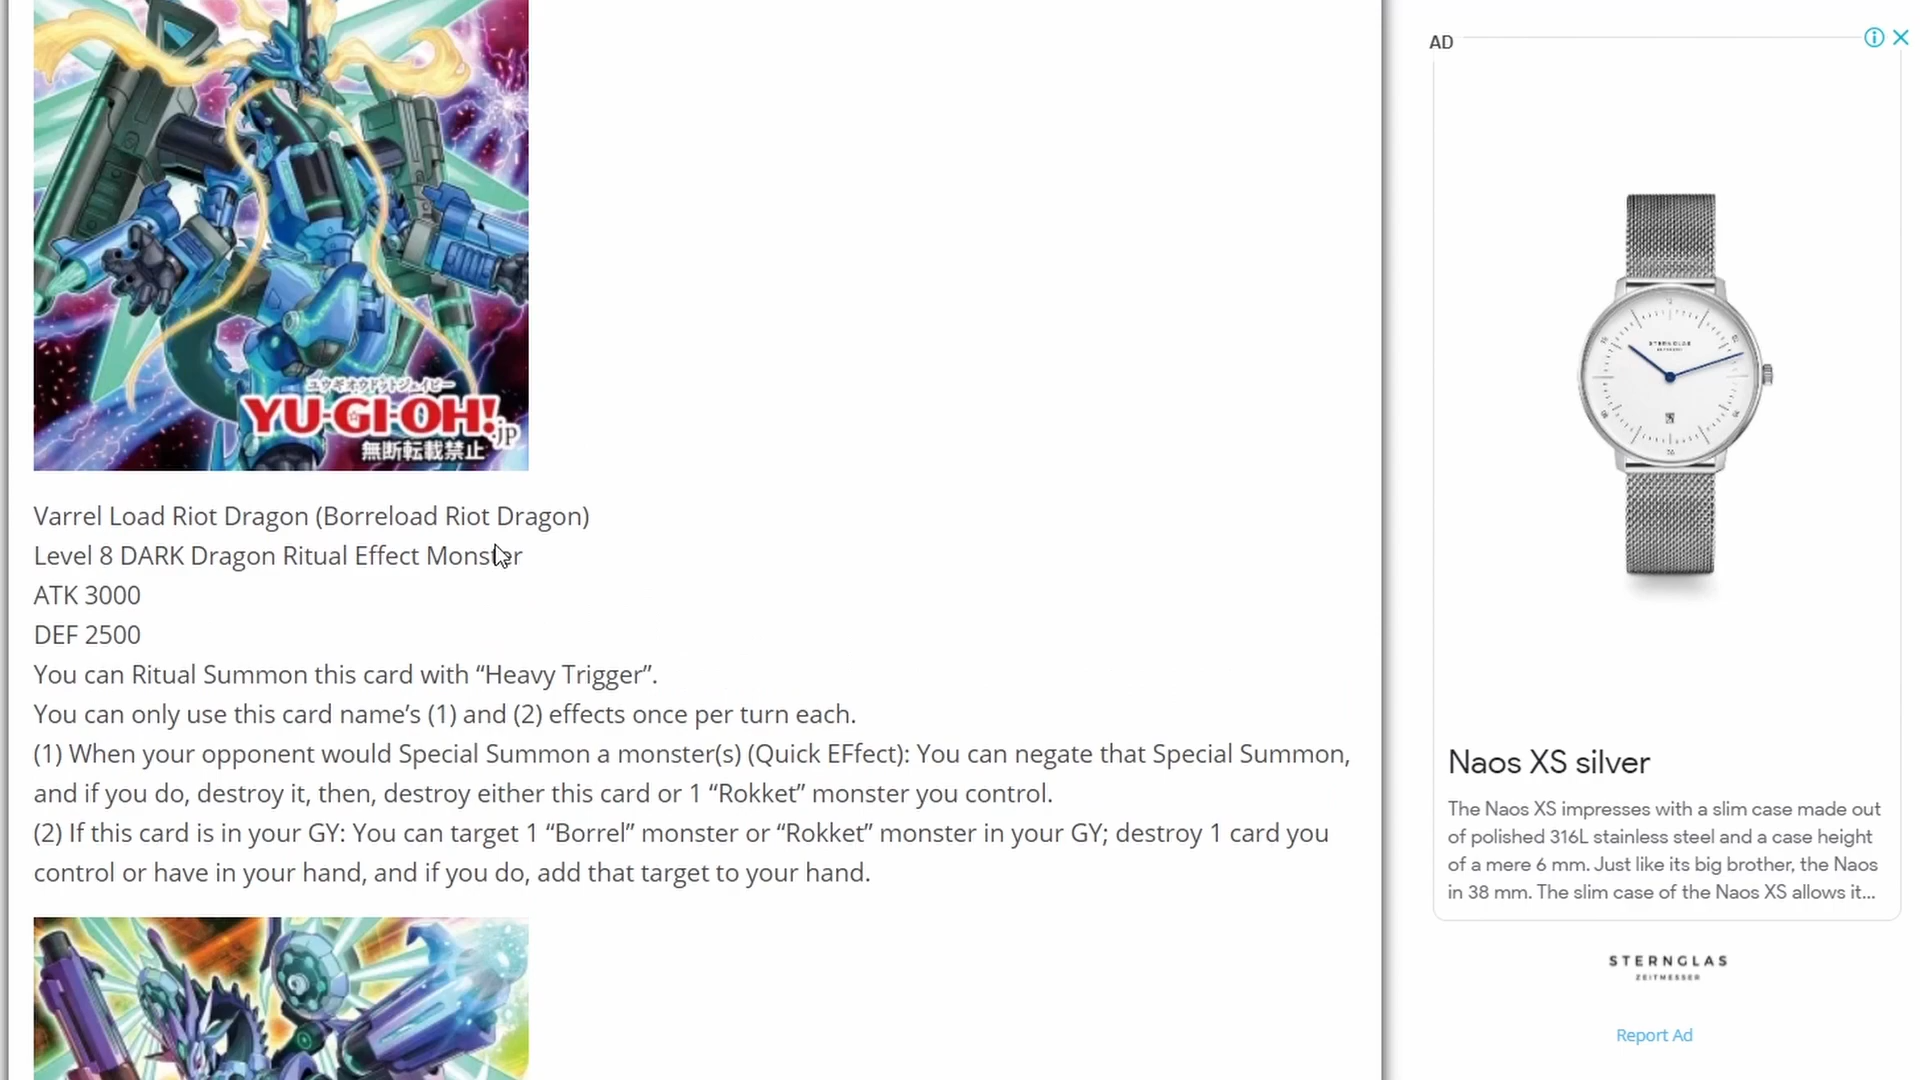 ユウギオウドットジェイピー
YU-GI-OH!.jp
無断転載禁止
Varrel Load Riot Dragon (Borreload Riot Dragon)
Level 8 DARK Dragon Ritual Effect Monster
ATK 3000
DEF 2500
You can Ritual Summon this card with “Heavy Trigger”.
You can only use this card name’s (1) and (2) effects once per turn each.
(1) When your opponent would Special Summon a monster(s) (Quick EFfect): You can negate that Special Summon,
and if you do, destroy it, then, destroy either this card or 1 “Rokket” monster you control.
(2) If this card is in your GY: You can target 1 “Borrel” monster or “Rokket” monster in your GY; destroy 1 card you
control or have in your hand, and if you do, add that target to your hand.
AD
STERNGLAS
Naos XS silver
The Naos XS impresses with a slim case made out
of polished 316L stainless steel and a case height
of a mere 6 mm. Just like its big brother, the Naos
in 38 mm. The slim case of the Naos XS allows it...
STERNGLAS
ZEITMESSER
Report Ad